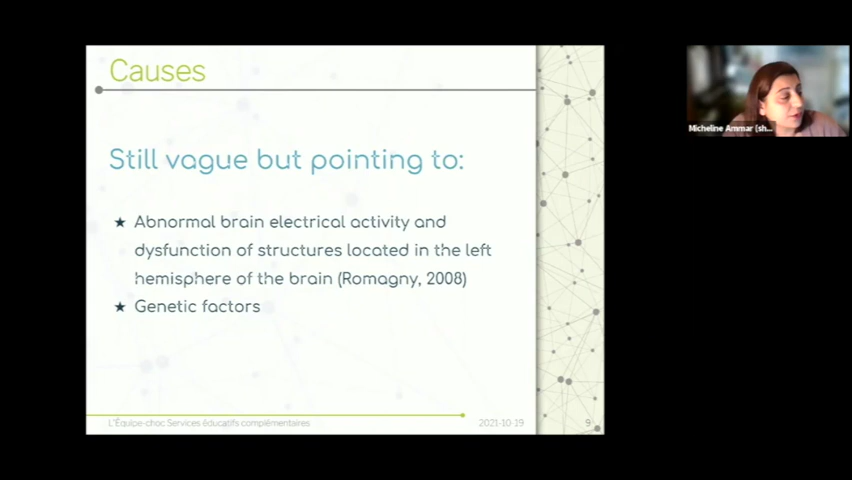 Causes
Still vague but pointing to:
★ Abnormal brain electrical activity and
dysfunction of structures located in the left
hemisphere of the brain (Romagny, 2008)
★ Genetic factors
L'Équipe-choc Services éducatifs complémentaires
2021-10-19
9
Micheline Ammar (sh...